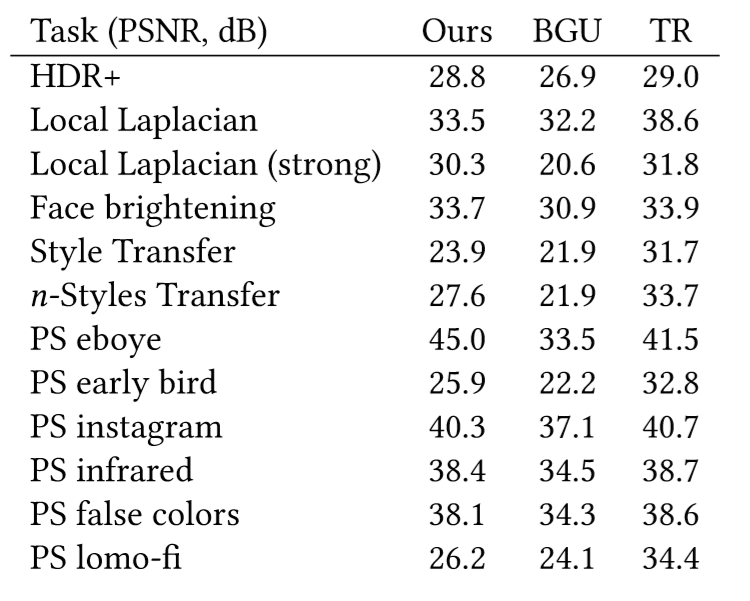 Task (PSNR, dB) Ours BGU TR
HDR+ 28.8 26.9 29.0
Local Laplacian 33.5 32.2 38.6
Local Laplacian (strong) 30.3 20.6 31.8
Face brightening 33.7 30.9 33.9
Style Transfer 23.9 21.9 31.7
n-Styles Transfer 27.6 21.9 33.7
PS eboye 45.0 33.5 41.5
PS early bird 25.9 22.2 32.8
PS instagram 40.3 37.1 40.7
PS infrared 38.4 34.5 38.7
PS false colors 38.1 34.3 38.6
PS lomo-fi 26.2 24.1 34.4